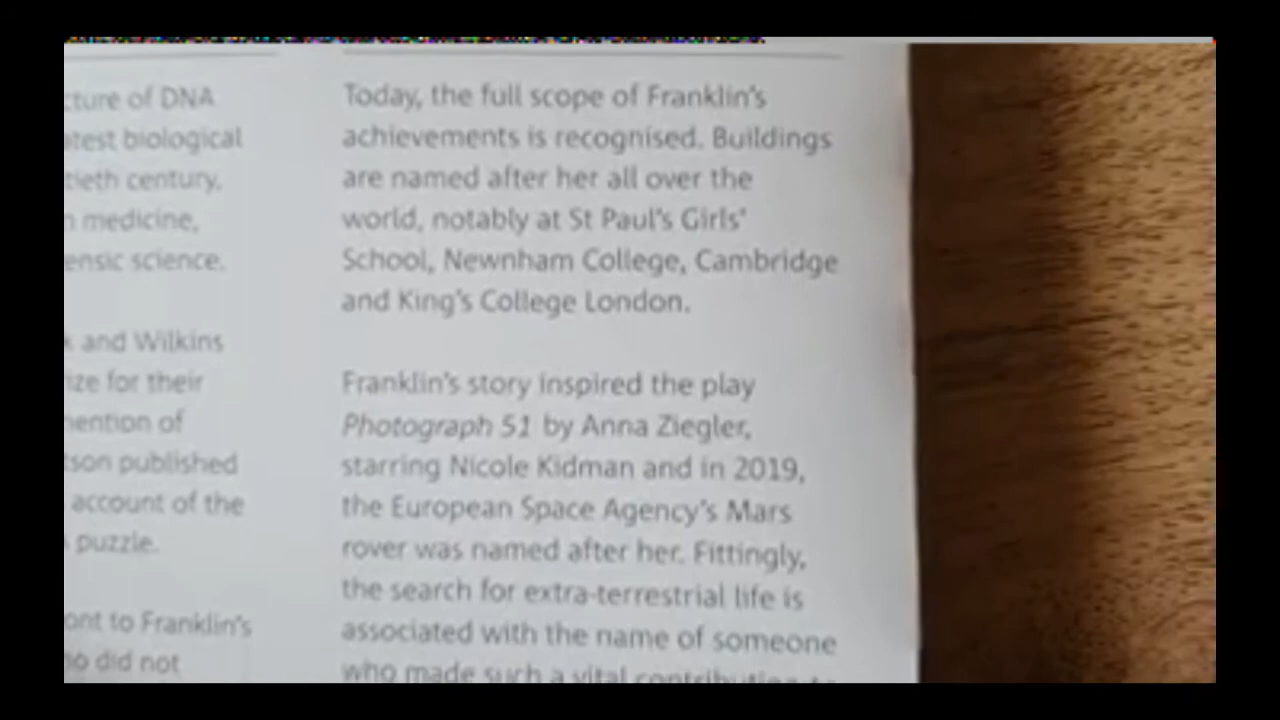 cture of DNA
atest biological
tieth century,
medicine,
ensic science.
and Wilkins
ize for their
mention of
tson published
account of the
puzzle.
ont to Franklin's
o did not
Today, the full scope of Franklin's
achievements is recognised. Buildings
are named after her all over the
world, notably at St Paul's Girls'
School, Newnham College, Cambridge
and King's College London.
Franklin's story inspired the play
Photograph 51 by Anna Ziegler,
starring Nicole Kidman and in 2019,
the European Space Agency's Mars
rover was named after her. Fittingly,
the search for extra-terrestrial life is
associated with the name of someone
who made such a vital contribution to